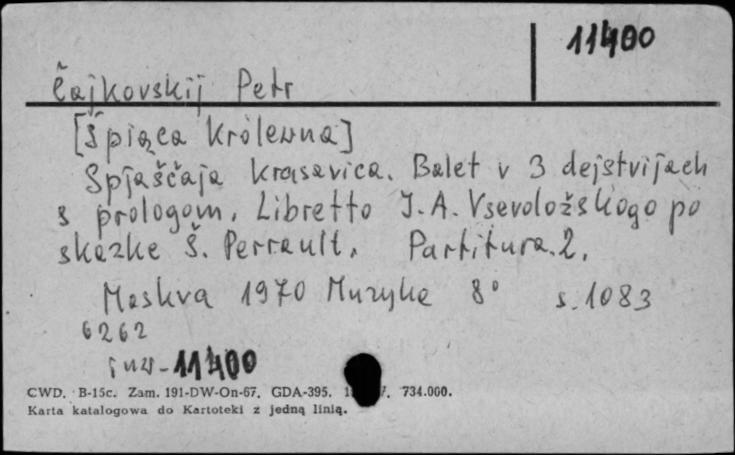 11400
Čajkovskij Petr
[Śpiąca Królewna]
Spjaščaja krasavica. Balet v 3 dejstvijach
s prologom. Libretto I. A. Vsevoložskogo po
skazke Š. Perrault. Partitura. 2.
Moskva 1970 Muzyka 8° s. 1083
6262
inw. 11400
CWD. B-15c. Zam. 191-DW-On-67. GDA-395. 734.000.
Karta katalogowa do Kartoteki z jedną linią.